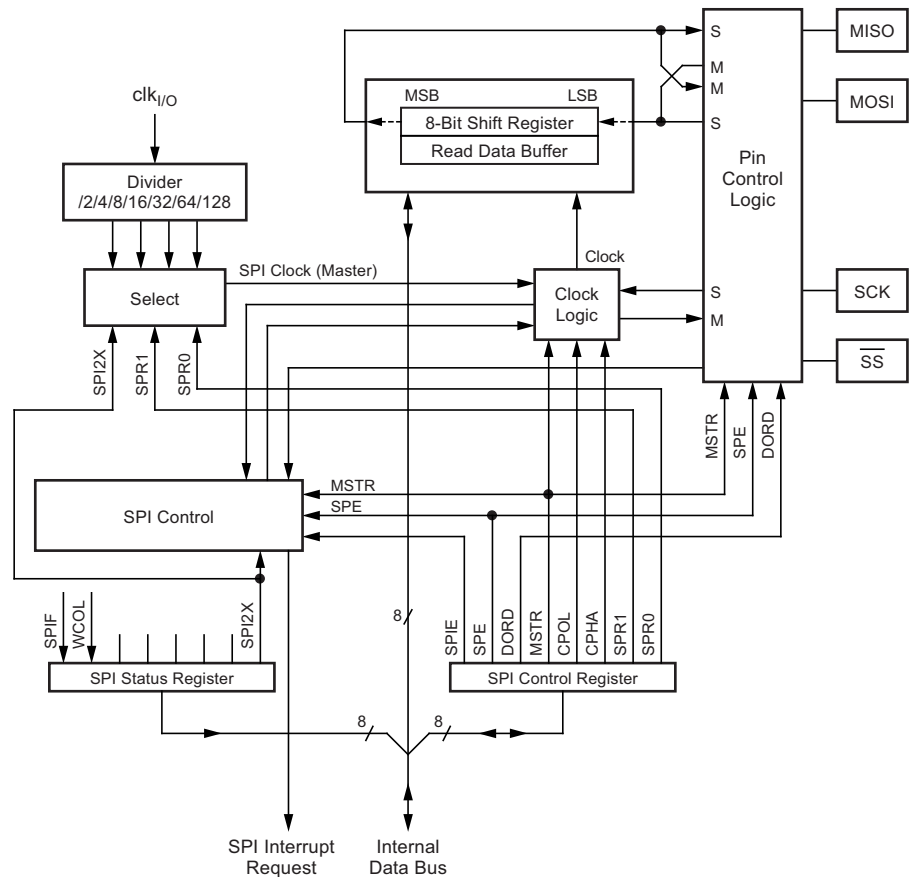 S
MISO
M
M
MOSI
MSB
LSB
8-Bit Shift Register
S
Read Data Buffer
Pin
Control
Logic
clkI/O
Divider
/2/4/8/16/32/64/128
SPI Clock (Master)
Clock
Select
Clock
Logic
S
M
SCK
SS
SPI2X
SPR1
SPR0
MSTR
SPE
DORD
MSTR
SPE
SPI Control
SPIF
WCOL
SPI2X
8
SPIE
SPE
DORD
MSTR
CPOL
CPHA
SPR1
SPR0
SPI Status Register
SPI Control Register
8
8
SPI Interrupt
Request
Internal
Data Bus